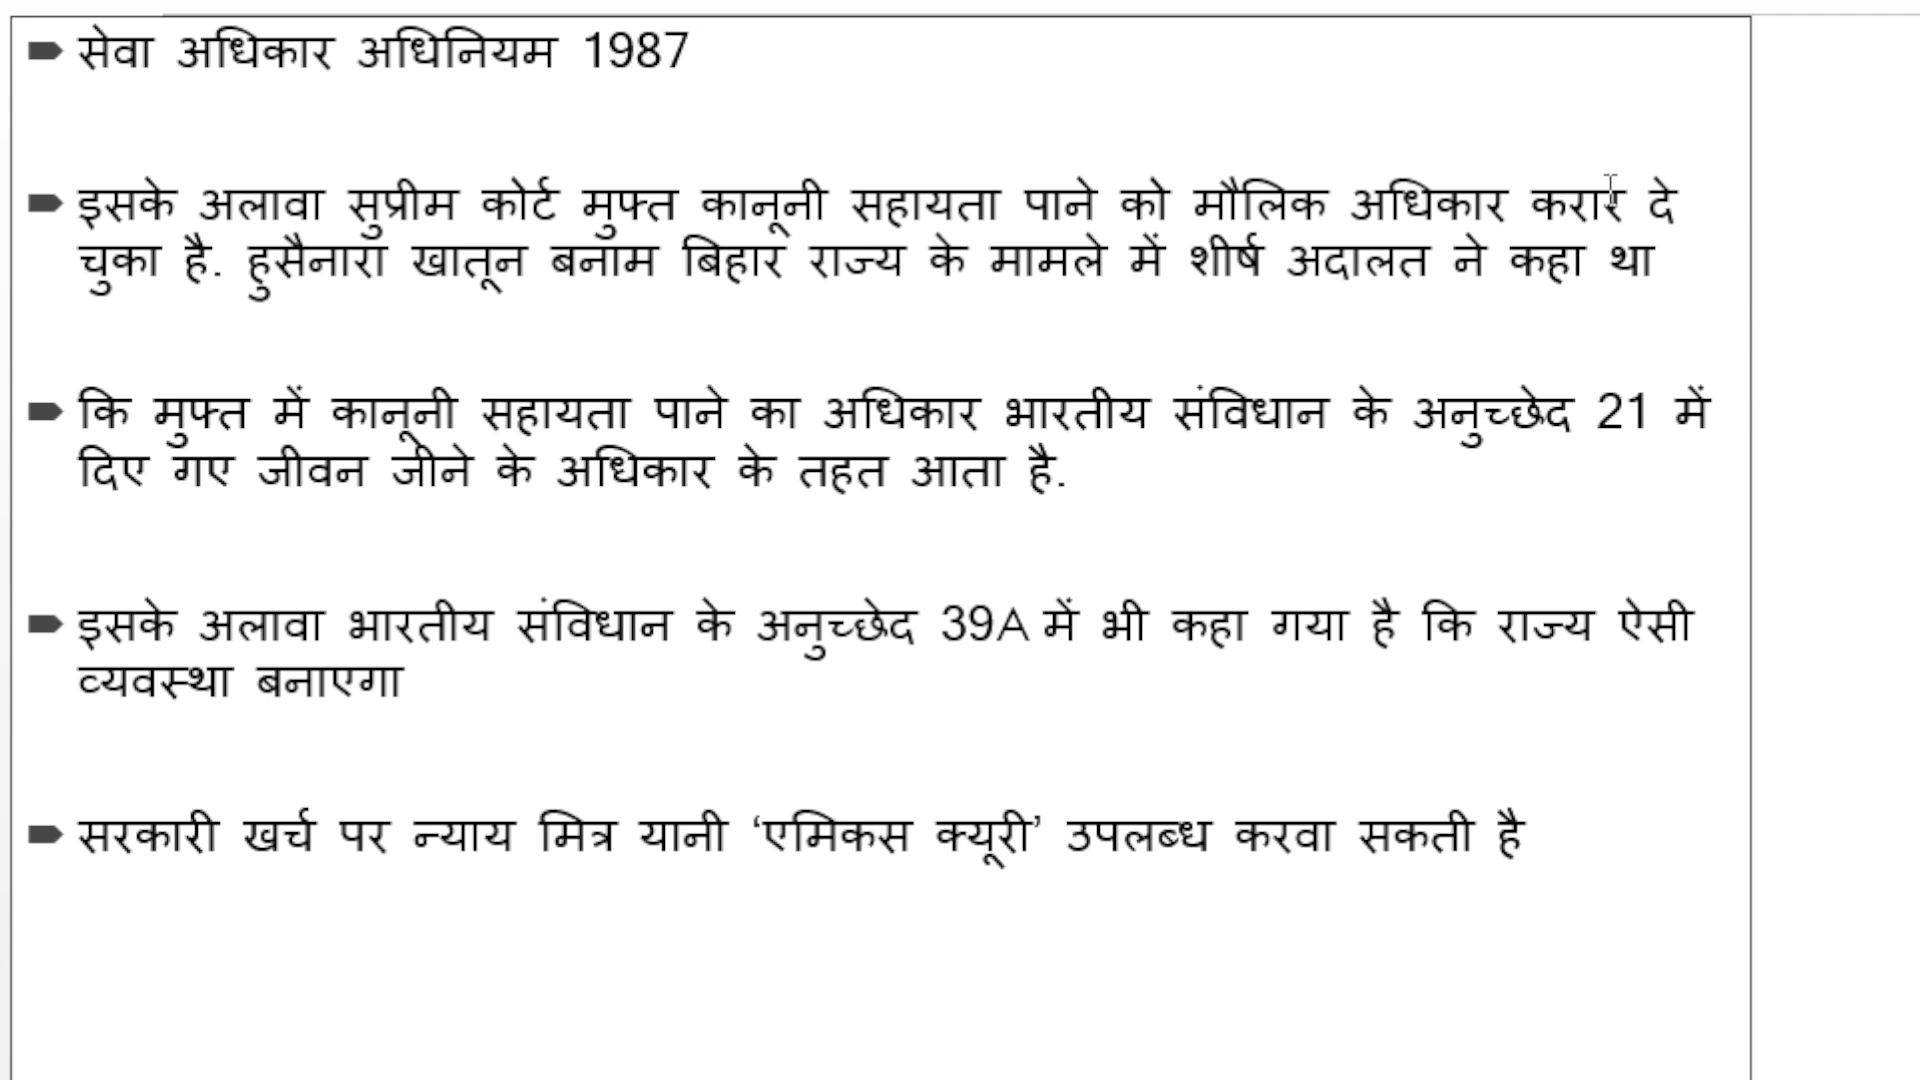 सेवा अधिकार अधिनियम 1987
इसके अलावा सुप्रीम कोर्ट मुफ्त कानूनी सहायता पाने को मौलिक अधिकार करार दे
चुका है. हुसैनारा खातून बनाम बिहार राज्य के मामले में शीर्ष अदालत ने कहा था
कि मुफ्त में कानूनी सहायता पाने का अधिकार भारतीय संविधान के अनुच्छेद 21 में
दिए गए जीवन जीने के अधिकार के तहत आता है.
इसके अलावा भारतीय संविधान के अनुच्छेद 39A में भी कहा गया है कि राज्य ऐसी
व्यवस्था बनाएगा
सरकारी खर्च पर न्याय मित्र यानी ‘एमिकस क्यूरी’ उपलब्ध करवा सकती है